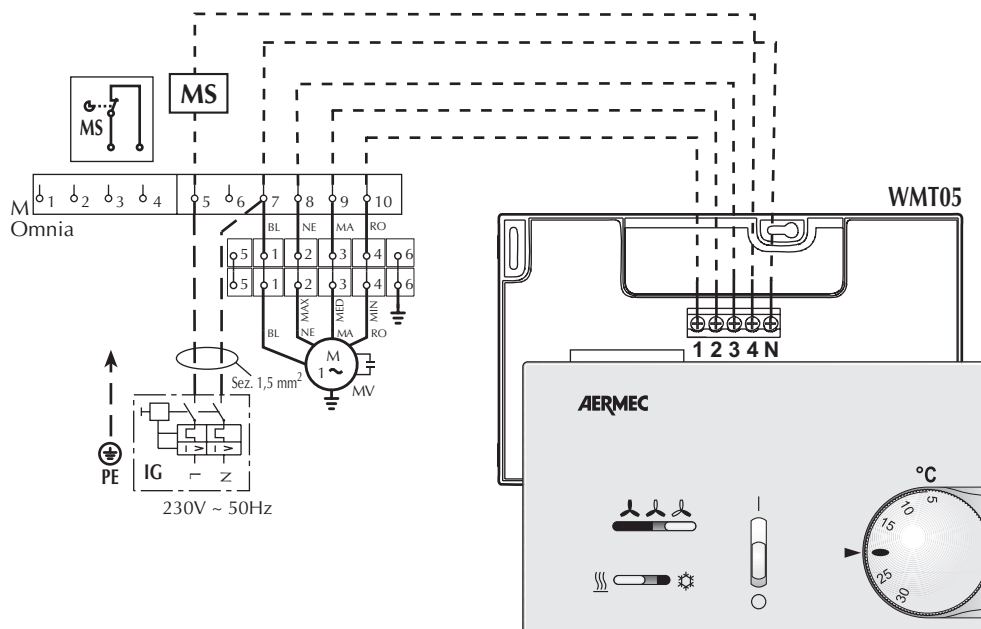 MS
MS
1 2 3 4 5 6 7 8 9 10
M
Omnia
WMT05
BL NE MA RO
5 1 2 3 4 6
5 1 2 3 4 6
MAX MED MIN
BL NE MA RO
1 2 3 4 N
M
1 ~
MV
Sez. 1,5 mm²
AERMEC
PE
IG
I > I >
L N
230V ~ 50Hz
°C
5
10
15
25
30
I